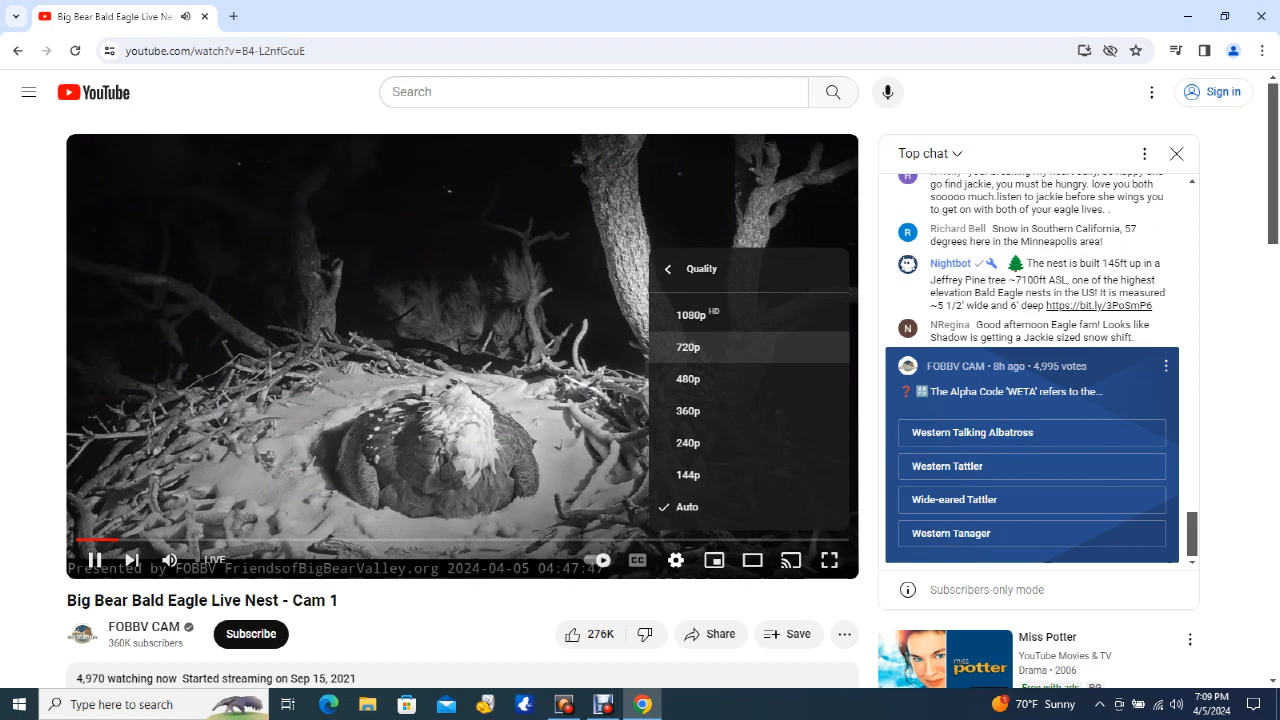 Big Bear Bald Eagle Live Ne
youtube.com/watch?v=B4-L2nfGcuE
YouTube
Search
Sign in
Quality
1080p HD
720p
480p
360p
240p
144p
Auto
LIVE
CC
Presented by FOBBV FriendsofBigBearValley.org 2024-04-05 04:47:47
Big Bear Bald Eagle Live Nest - Cam 1
FOBBV CAM
360K subscribers
Subscribe
276K
Share
Save
4,970 watching now Started streaming on Sep 15, 2021
Top chat
go find jackie, you must be hungry. love you both
sooooo much.listen to jackie before she wings you
to get on with both of your eagle lives. .
R
Richard Bell Snow in Southern California, 57
degrees here in the Minneapolis area!
Nightbot The nest is built 145ft up in a
Jeffrey Pine tree ~7100ft ASL, one of the highest
elevation Bald Eagle nests in the US! It is measured
~5 1/2' wide and 6' deep https://bit.ly/3PoSmP6
N
NRegina Good afternoon Eagle fam! Looks like
Shadow is getting a Jackie sized snow shift.
FOBBV CAM • 8h ago • 4,995 votes
The Alpha Code 'WETA' refers to the...
Western Talking Albatross
Western Tattler
Wide-eared Tattler
Western Tanager
Subscribers-only mode
miss
potter
Miss Potter
YouTube Movies & TV
Drama • 2006
Free with ads PG
Type here to search
70°F Sunny
7:09 PM
4/5/2024